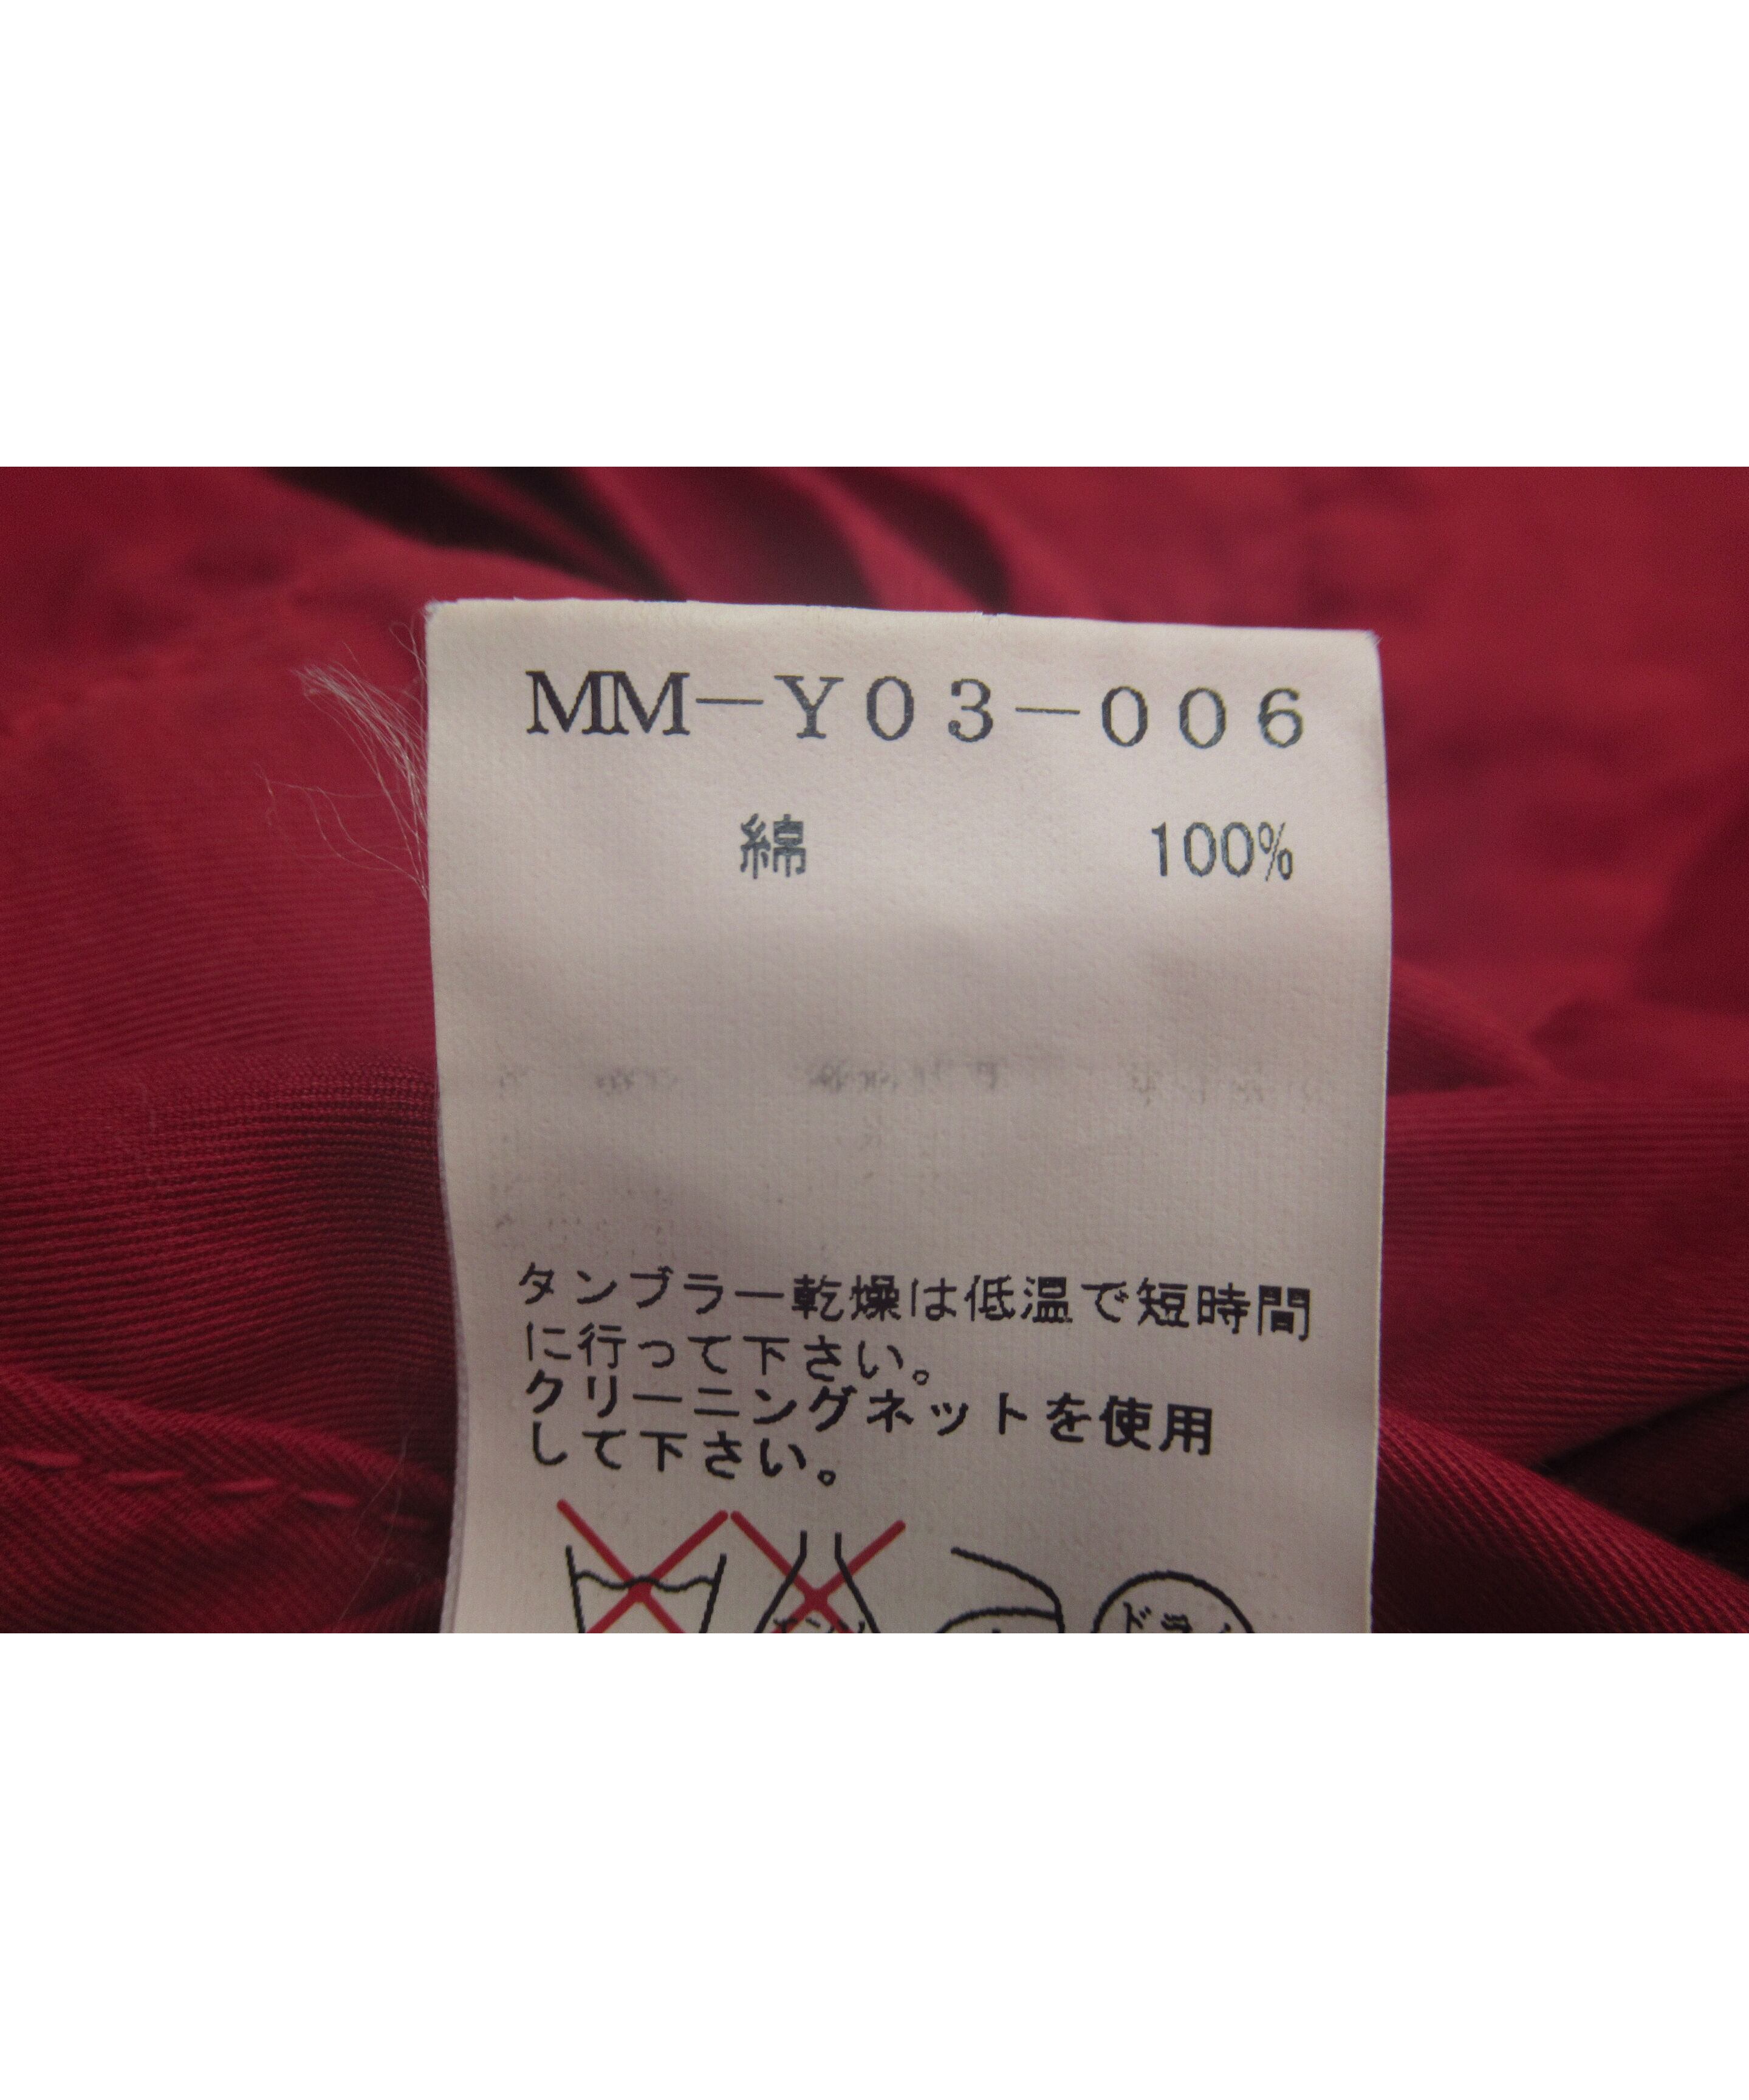 MM－Y03－006
綿 100%
タンブラー乾燥は低温で短時間
に行って下さい。
クリーニングネットを使用
して下さい。